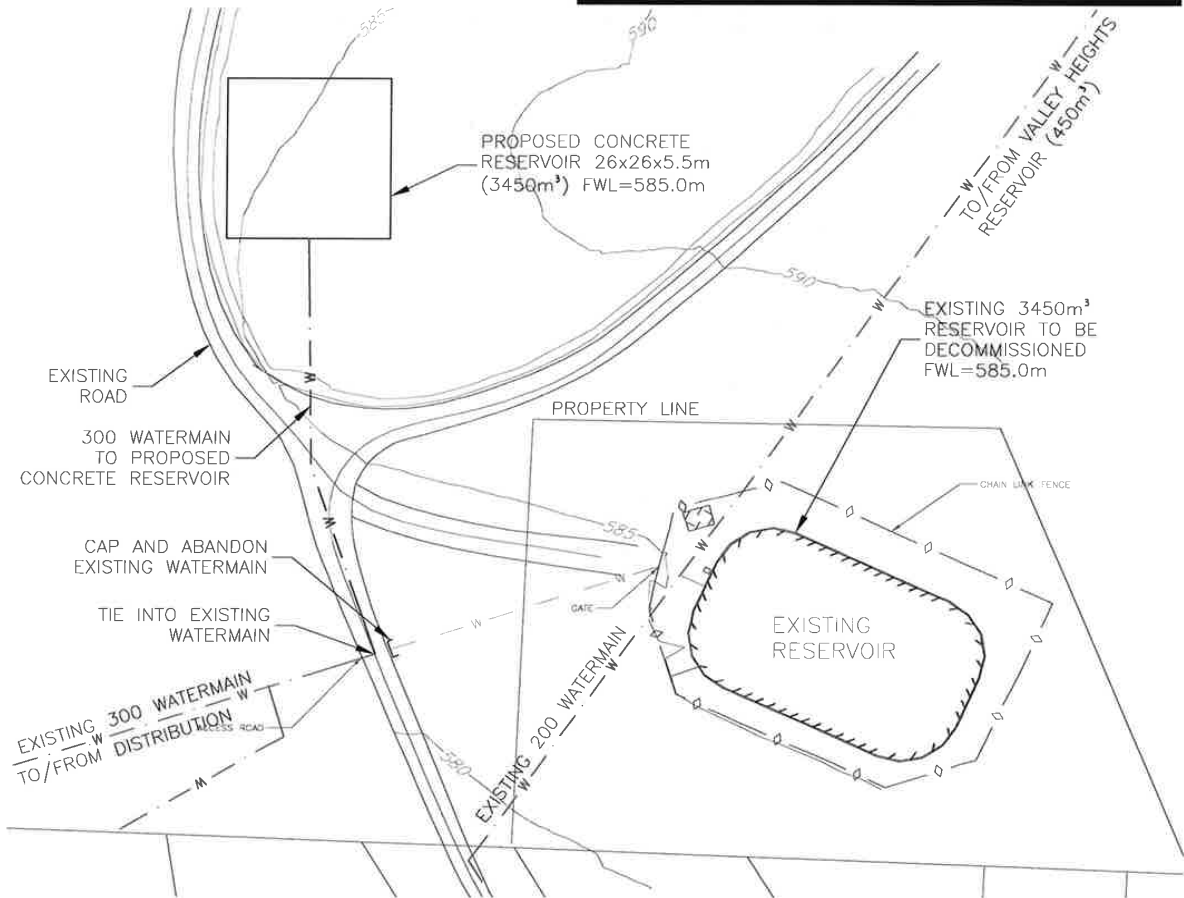 585
590
TO/FROM VALLEY HEIGHTS
RESERVOIR (450m³)
W
W
W
PROPOSED CONCRETE
RESERVOIR 26x26x5.5m
(3450m³) FWL=585.0m
590
W
EXISTING 3450m³
RESERVOIR TO BE
DECOMMISSIONED
FWL=585.0m
EXISTING
ROAD
W
PROPERTY LINE
W
300 WATERMAIN
TO PROPOSED
CONCRETE RESERVOIR
CHAIN LINK FENCE
W
585
W
CAP AND ABANDON
EXISTING WATERMAIN
W
GATE
TIE INTO EXISTING
WATERMAIN
W
EXISTING
RESERVOIR
EXISTING 300 WATERMAIN
W
W
TO/FROM DISTRIBUTION
ACCESS ROAD
W
580
EXISTING 200 WATERMAIN
W
W